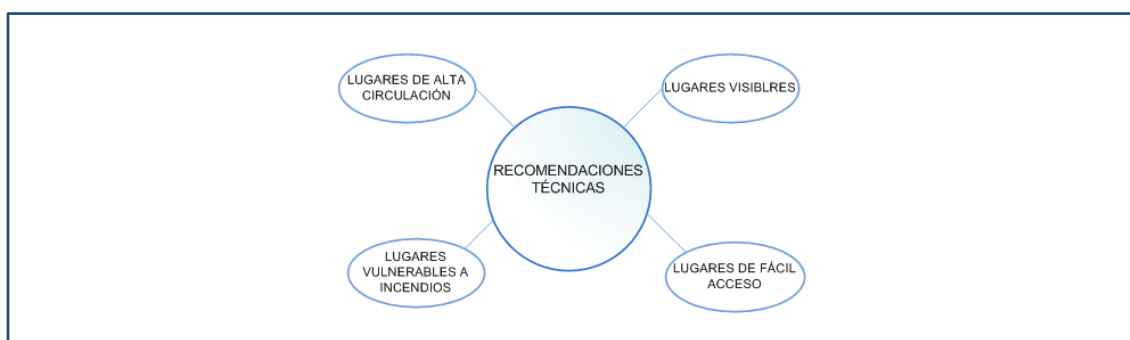 LUGARES DE ALTA
CIRCULACIÓN
LUGARES VISIBLRES
RECOMENDACIONES
TÉCNICAS
LUGARES
VULNERABLES A
INCENDIOS
LUGARES DE FÁCIL
ACCESO